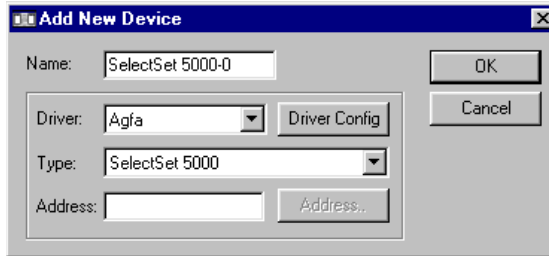 Add New Device
Name: SelectSet 5000-0
OK
Driver: Agfa Driver Config
Cancel
Type: SelectSet 5000
Address: Address..